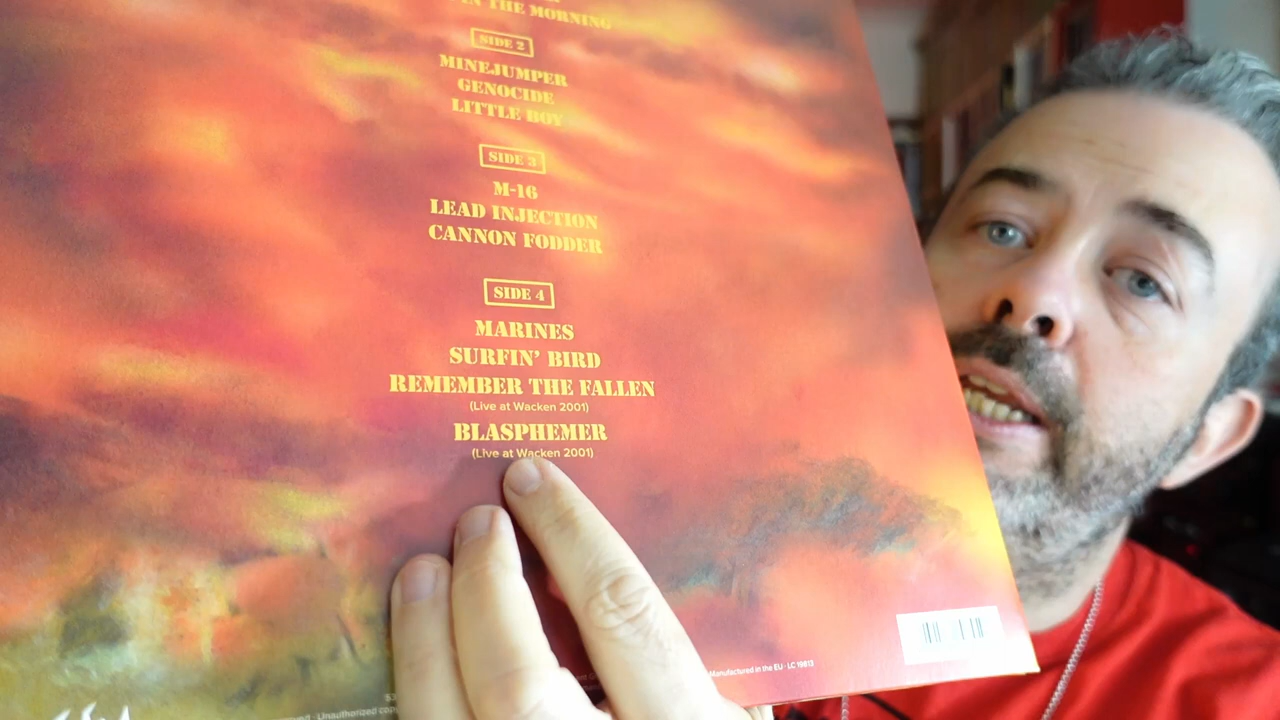 IN THE MORNING
SIDE 2
MINEJUMPER
GENOCIDE
LITTLE BOY
SIDE 3
M-16
LEAD INJECTION
CANNON FODDER
SIDE 4
MARINES
SURFIN' BIRD
REMEMBER THE FALLEN
(Live at Wacken 2001)
BLASPHEMER
(Live at Wacken 2001)
Manufactured in the EU · LC 19813
Unauthorized